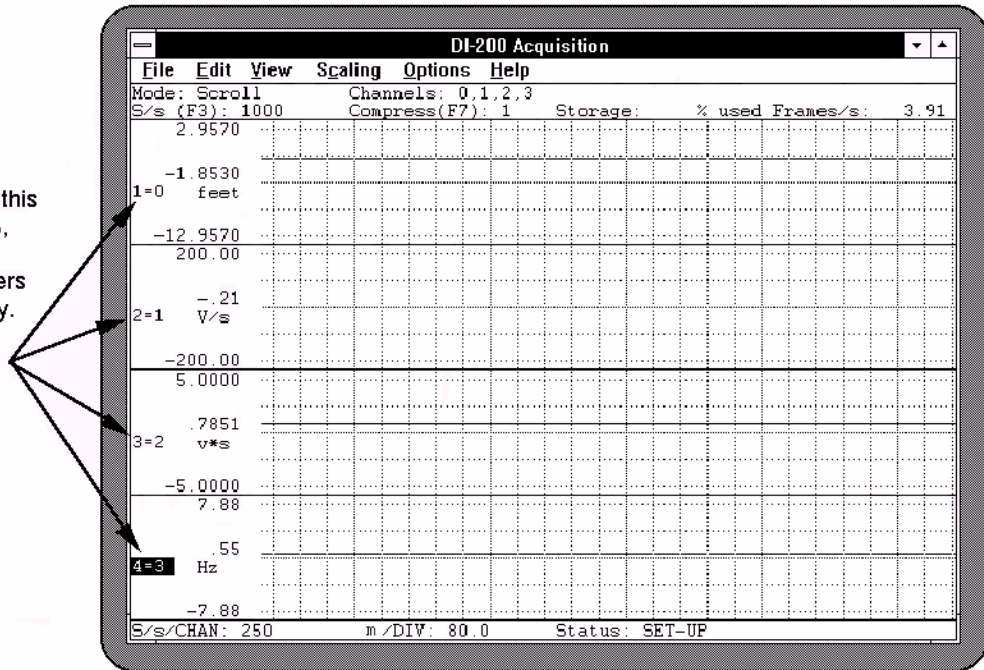 DI-200 Acquisition
File Edit View Scaling Options Help
Mode: Scroll Channels: 0,1,2,3
S/s (F3): 1000 Compress(F7): 1 Storage: % used Frames/s: 3.91
2.9570
-1.8530
1=0 feet
-12.9570
200.00
-.21
2=1 V/s
-200.00
5.0000
.7851
3=2 v*s
-5.0000
7.88
.55
4=3 Hz
-7.88
S/s/CHAN: 250 m/DIV: 80.0 Status: SET-UP
this
,
ers
y.